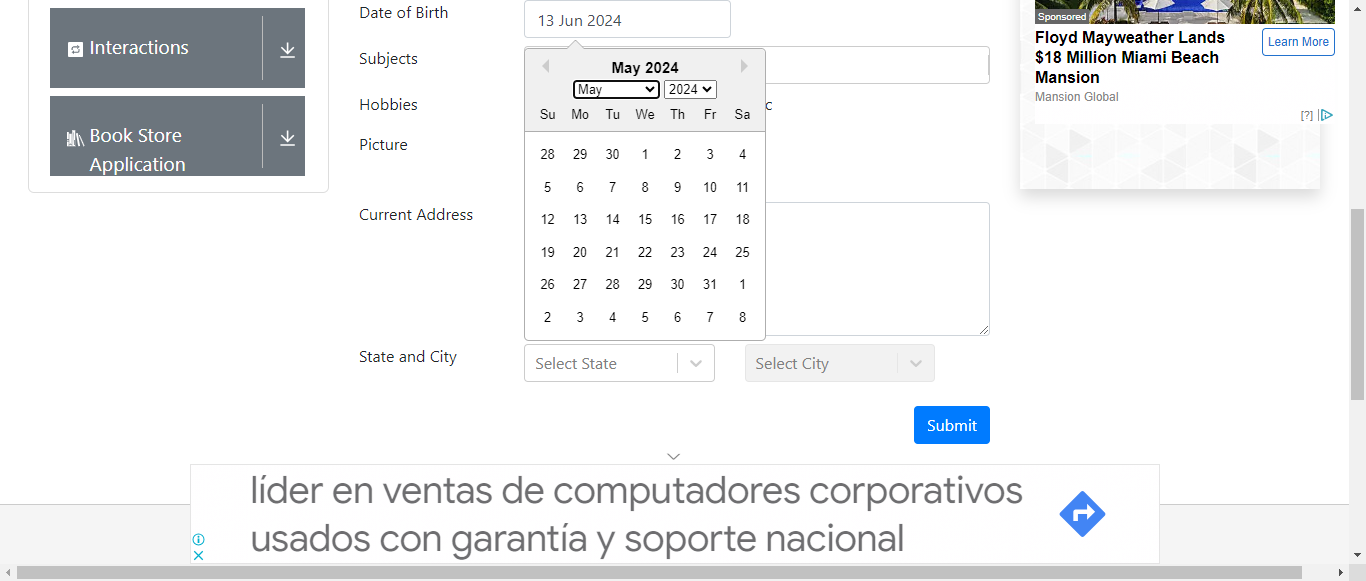 Interactions
Book Store
Application
Date of Birth
13 Jun 2024
Subjects
Hobbies
c
Picture
Current Address
State and City
May 2024
May 2024
Su Mo Tu We Th Fr Sa
28 29 30 1 2 3 4
5 6 7 8 9 10 11
12 13 14 15 16 17 18
19 20 21 22 23 24 25
26 27 28 29 30 31 1
2 3 4 5 6 7 8
Select State
Select City
Submit
Sponsored
Floyd Mayweather Lands
$18 Million Miami Beach
Mansion
Mansion Global
Learn More
[?]
líder en ventas de computadores corporativos
usados con garantía y soporte nacional